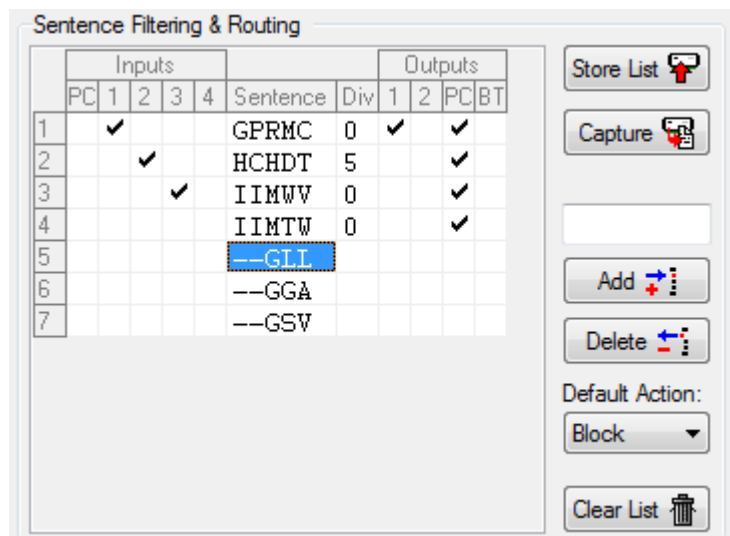 Sentence Filtering & Routing
Inputs Outputs
PC 1 2 3 4 Sentence Div 1 2 PC BT
1 ✔ GPRMC 0 ✔ ✔
2 ✔ HCHDT 5 ✔
3 ✔ IIMWV 0 ✔
4 ✔ IIMTW 0
5 --GLL
6 --GGA
7 --GSV
Store List
Capture
Add
Delete
Default Action:
Block
Clear List